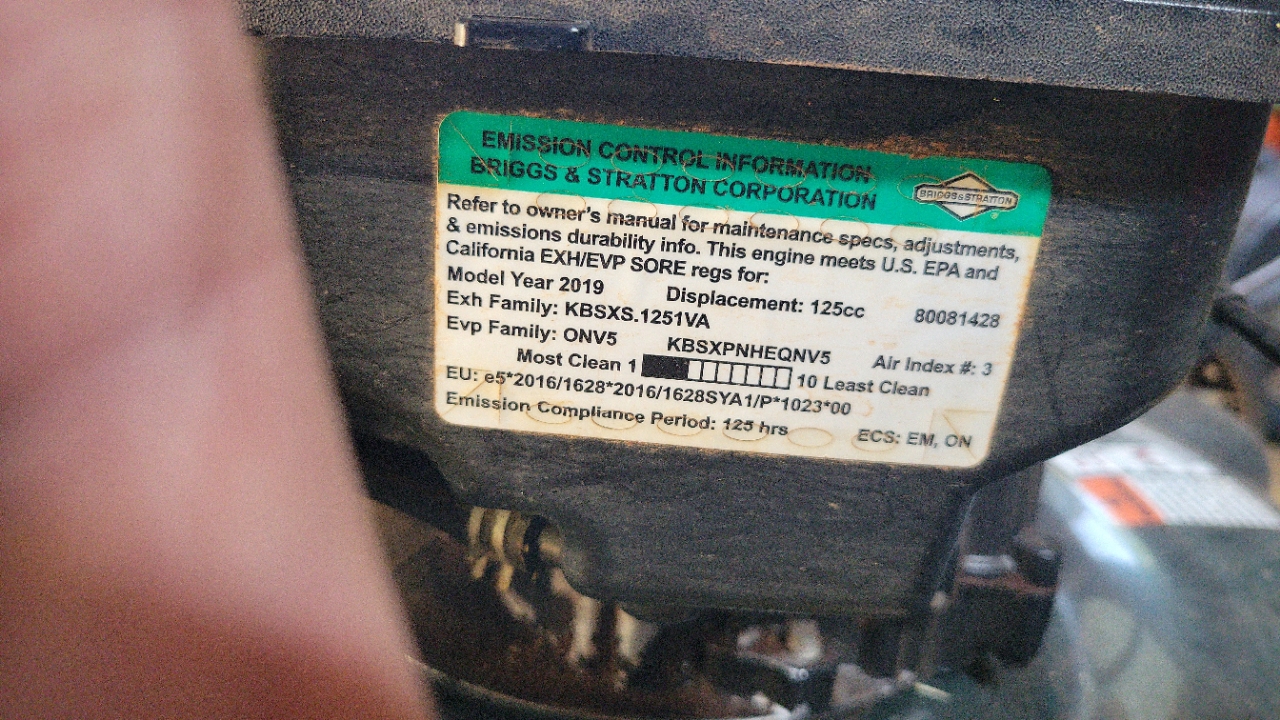 EMISSION CONTROL INFORMATION
BRIGGS & STRATTON CORPORATION
BRIGGS&STRATTON
Refer to owner's manual for maintenance specs, adjustments,
& emissions durability info. This engine meets U.S. EPA and
California EXH/EVP SORE regs for:
Model Year 2019 Displacement: 125cc 80081428
Exh Family: KBSXS.1251VA
Evp Family: ONV5 KBSXPNHEQNV5 Air Index #: 3
Most Clean 1 10 Least Clean
EU: e5*2016/1628*2016/1628SYA1/P*1023*00
Emission Compliance Period: 125 hrs ECS: EM, ON